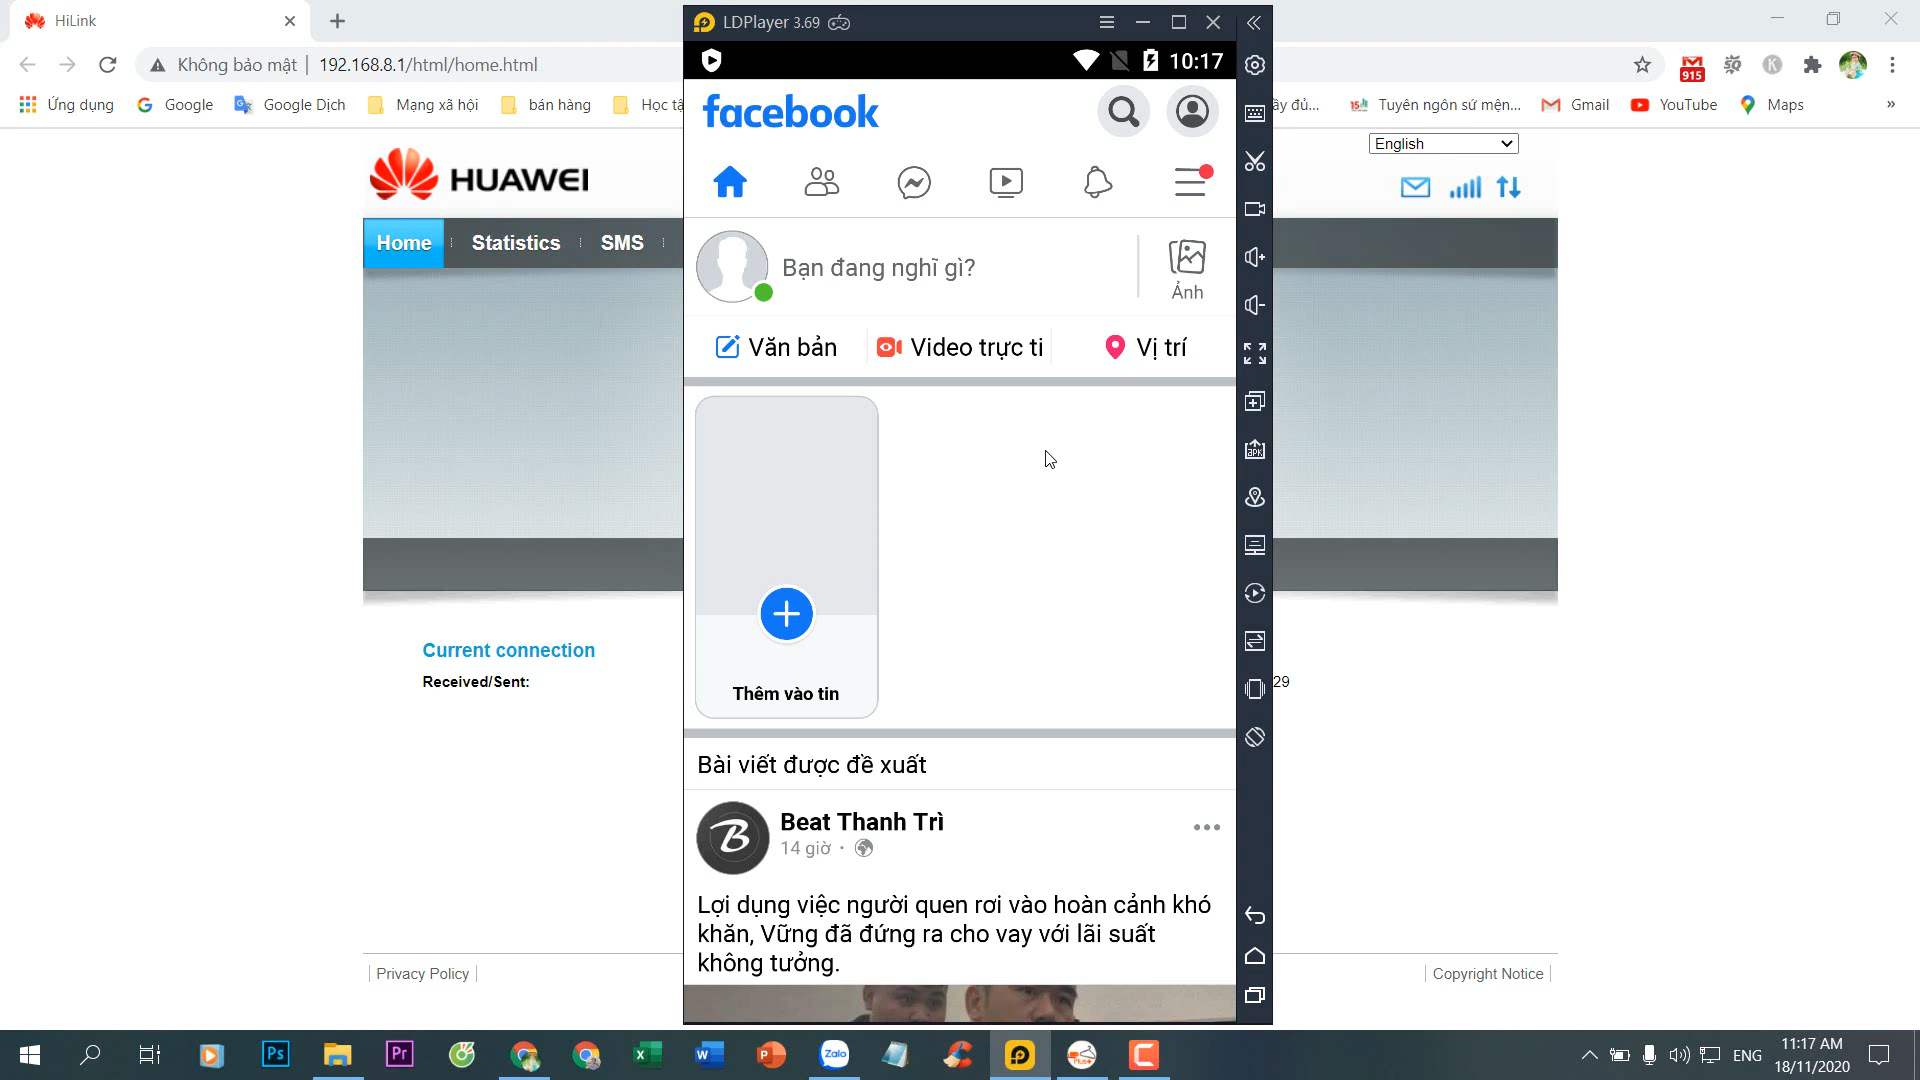 HiLink
LDPlayer 3.69
Không bảo mật
192.168.8.1/html/home.html
10:17
915
Ứng dụng
Google
Google Dịch
Mạng xã hội
bán hàng
Tuyên ngôn sứ mện...
Gmail
YouTube
Maps
»
facebook
English
HUAWEI
Home
Statistics
SMS
Bạn đang nghĩ gì?
Ảnh
Văn bản
Video trực ti
Vị trí
Thêm vào tin
Current connection
Received/Sent:
29
Bài viết được đề xuất
Beat Thanh Trì
14 giờ ·
Lợi dụng việc người quen rơi vào hoàn cảnh khó
khăn, Vững đã đứng ra cho vay với lãi suất
không tưởng.
Privacy Policy
Copyright Notice
Ps
Pr
Zalo
ENG
11:17 AM
18/11/2020